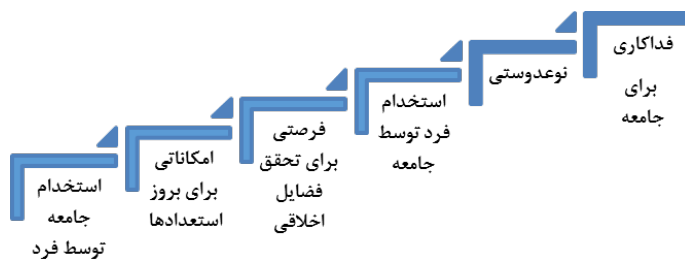 فداکاری
برای
جامعه
نوعدوستی
استخدام
فرد توسط
جامعه
فرصتی
برای تحقق
فضایل
اخلاقی
امکاناتی
برای بروز
استعدادها
استخدام
جامعه
توسط فرد